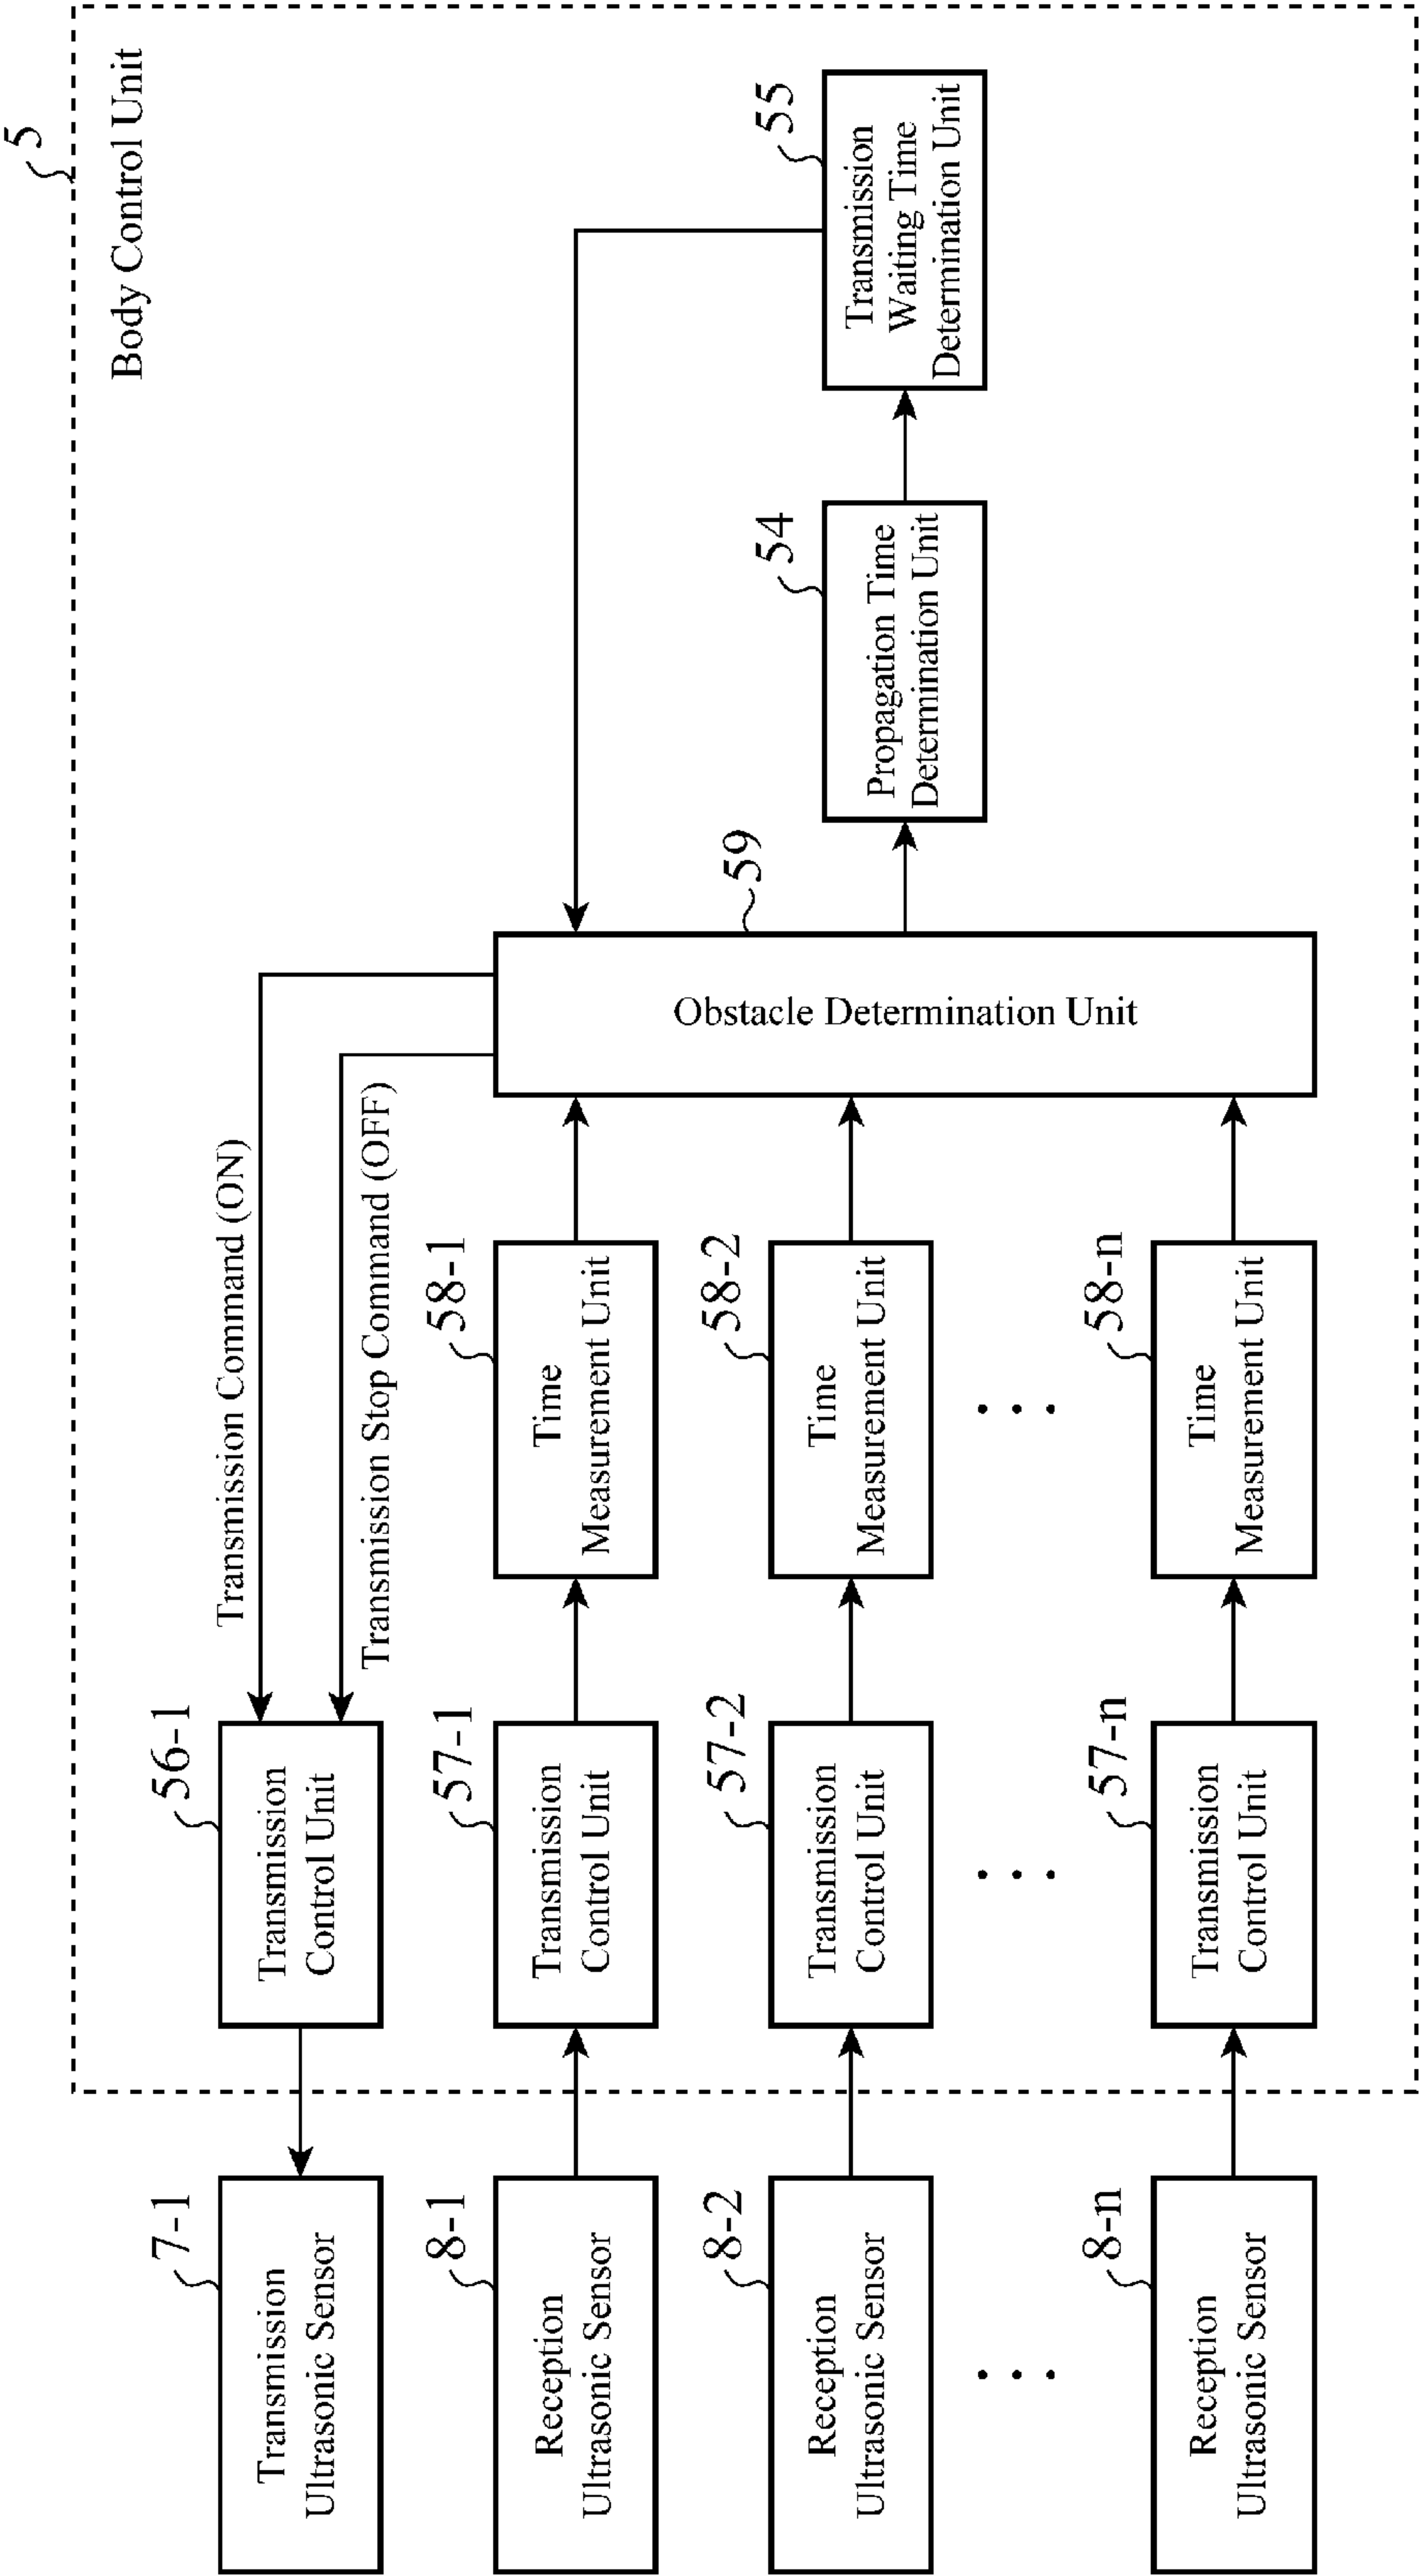 5
Body Control Unit
7-1
Transmission
Ultrasonic Sensor
56-1
Transmission
Control Unit
Transmission Command (ON)
Transmission Stop Command (OFF)
8-1
Reception
Ultrasonic Sensor
57-1
Transmission
Control Unit
58-1
Time
Measurement Unit
8-2
Reception
Ultrasonic Sensor
57-2
Transmission
Control Unit
58-2
Time
Measurement Unit
8-n
Reception
Ultrasonic Sensor
57-n
Transmission
Control Unit
58-n
Time
Measurement Unit
59
Obstacle Determination Unit
54
Propagation Time
Determination Unit
55
Transmission
Waiting Time
Determination Unit